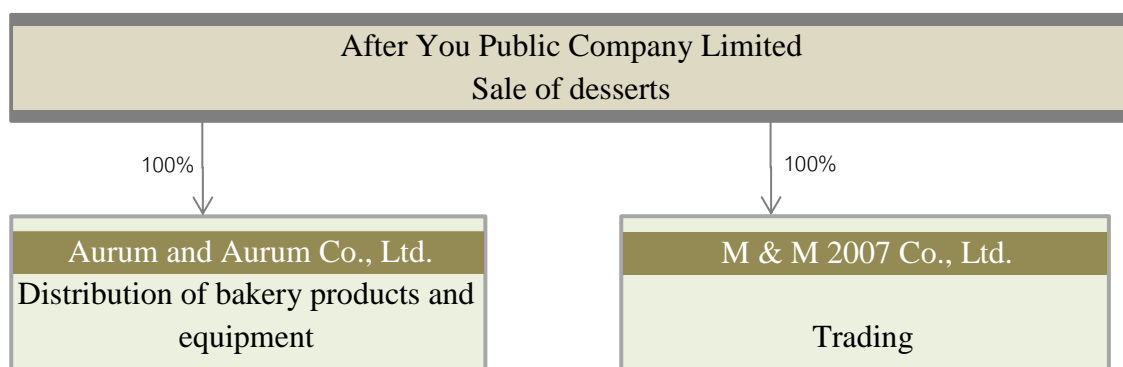 After You Public Company Limited
Sale of desserts
100%
100%
Aurum and Aurum Co., Ltd.
Distribution of bakery products and
equipment
M & M 2007 Co., Ltd.
Trading